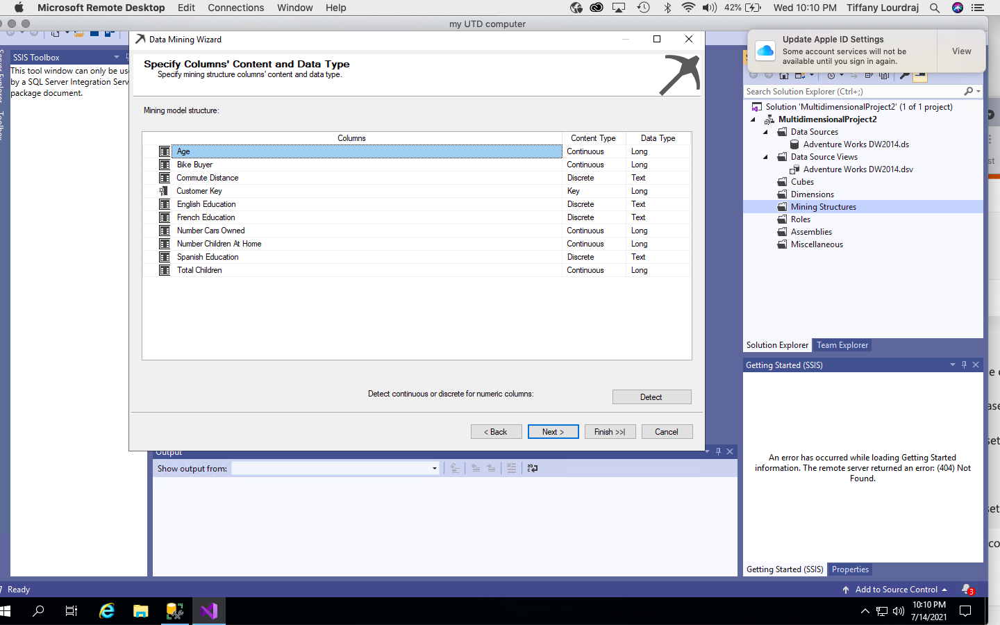 Microsoft Remote Desktop Edit Connections Window Help 42% Wed 10:10 PM Tiffany Lourdraj
my UTD computer
Data Mining Wizard
Specify Columns' Content and Data Type
Specify mining structure columns' content and data type.
Mining model structure:
Columns Content Type Data Type
Age Continuous Long
Bike Buyer Continuous Long
Commute Distance Discrete Text
Customer Key Key Long
English Education Discrete Text
French Education Discrete Text
Number Cars Owned Continuous Long
Number Children At Home Continuous Long
Spanish Education Discrete Text
Total Children Continuous Long
Detect continuous or discrete for numeric columns:
Detect
< Back Next > Finish >>| Cancel
SSIS Toolbox
This tool window can only be us
by a SQL Server Integration Serv
package document.
Server Explorer
Toolbox
Update Apple ID Settings
Some account services will not be
available until you sign in again.
View
Search Solution Explorer (Ctrl+;)
Solution 'MultidimensionalProject2' (1 of 1 project)
MultidimensionalProject2
Data Sources
Adventure Works DW2014.ds
Data Source Views
Adventure Works DW2014.dsv
Cubes
Dimensions
Mining Structures
Roles
Assemblies
Miscellaneous
Solution Explorer Team Explorer
Getting Started (SSIS)
An error has occurred while loading Getting Started
information. The remote server returned an error: (404) Not
Found.
Getting Started (SSIS) Properties
Output
Show output from:
Ready
Add to Source Control
3
10:10 PM
7/14/2021